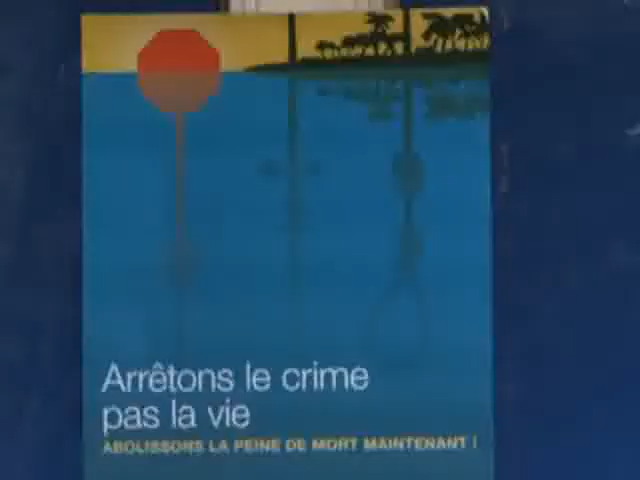 Arrêtons le crime
pas la vie
ABOLISSONS LA PEINE DE MORT MAINTENANT !